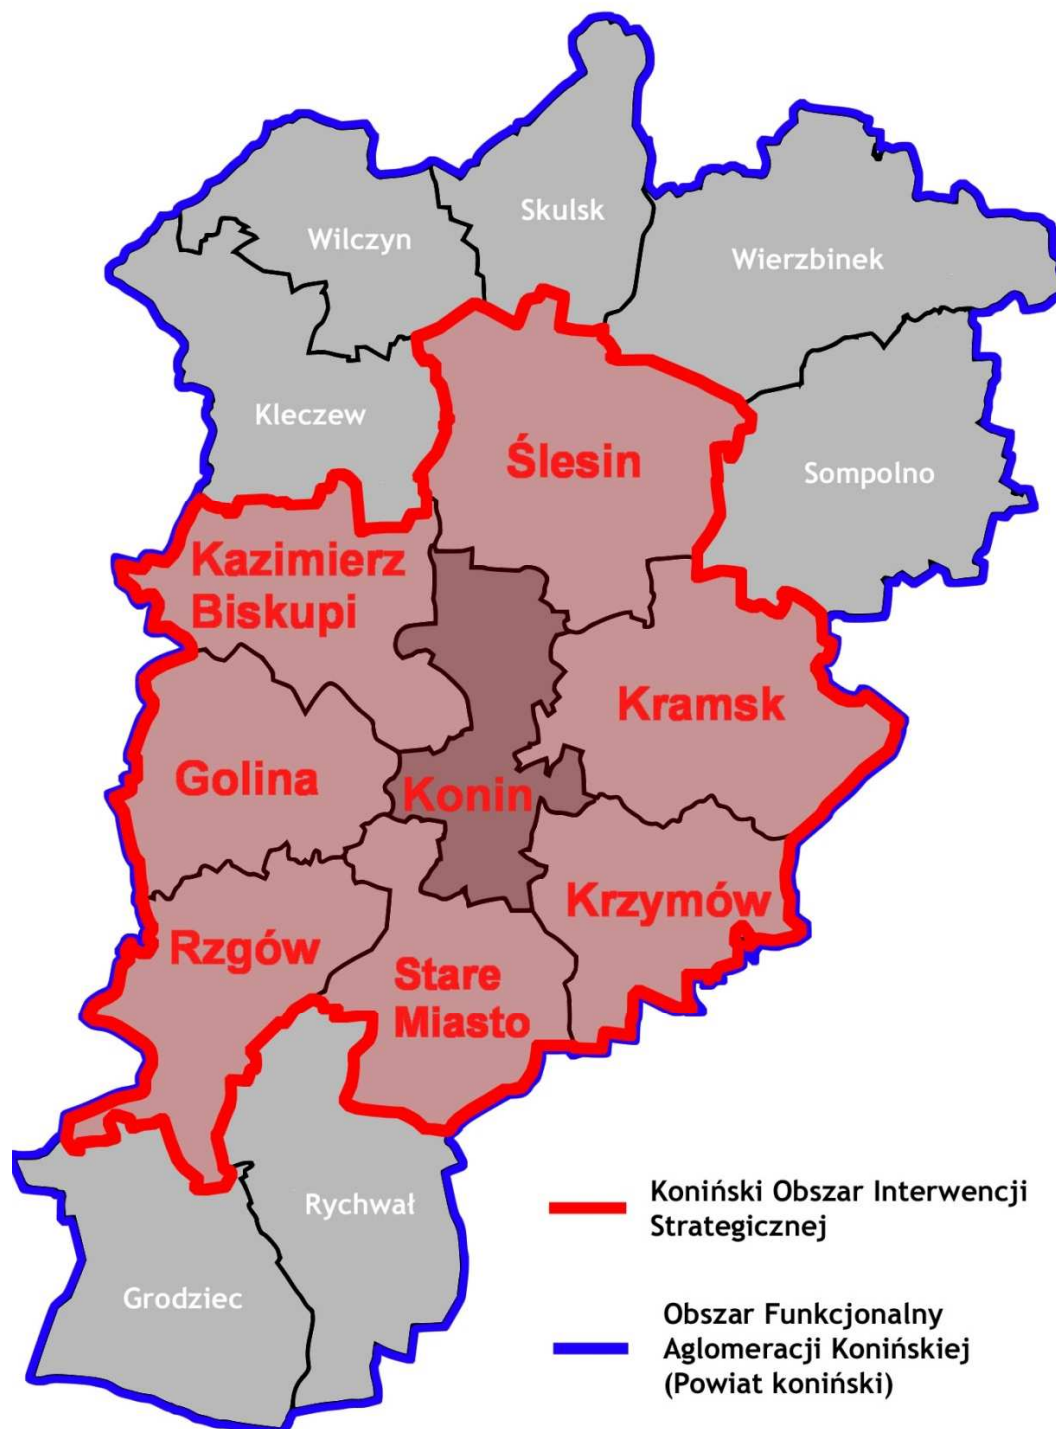 Skulsk
Wilczyn
Wierzbinek
Kleczew
Ślesin
Sompolno
Kazimierz
Biskupi
Kramsk
Golina
Konin
Krzymów
Rzgów
Stare
Miasto
Rychwał
Grodziec
Koniński Obszar Interwencji
Strategicznej
Obszar Funkcjonalny
Aglomeracji Konińskiej
(Powiat koniński)